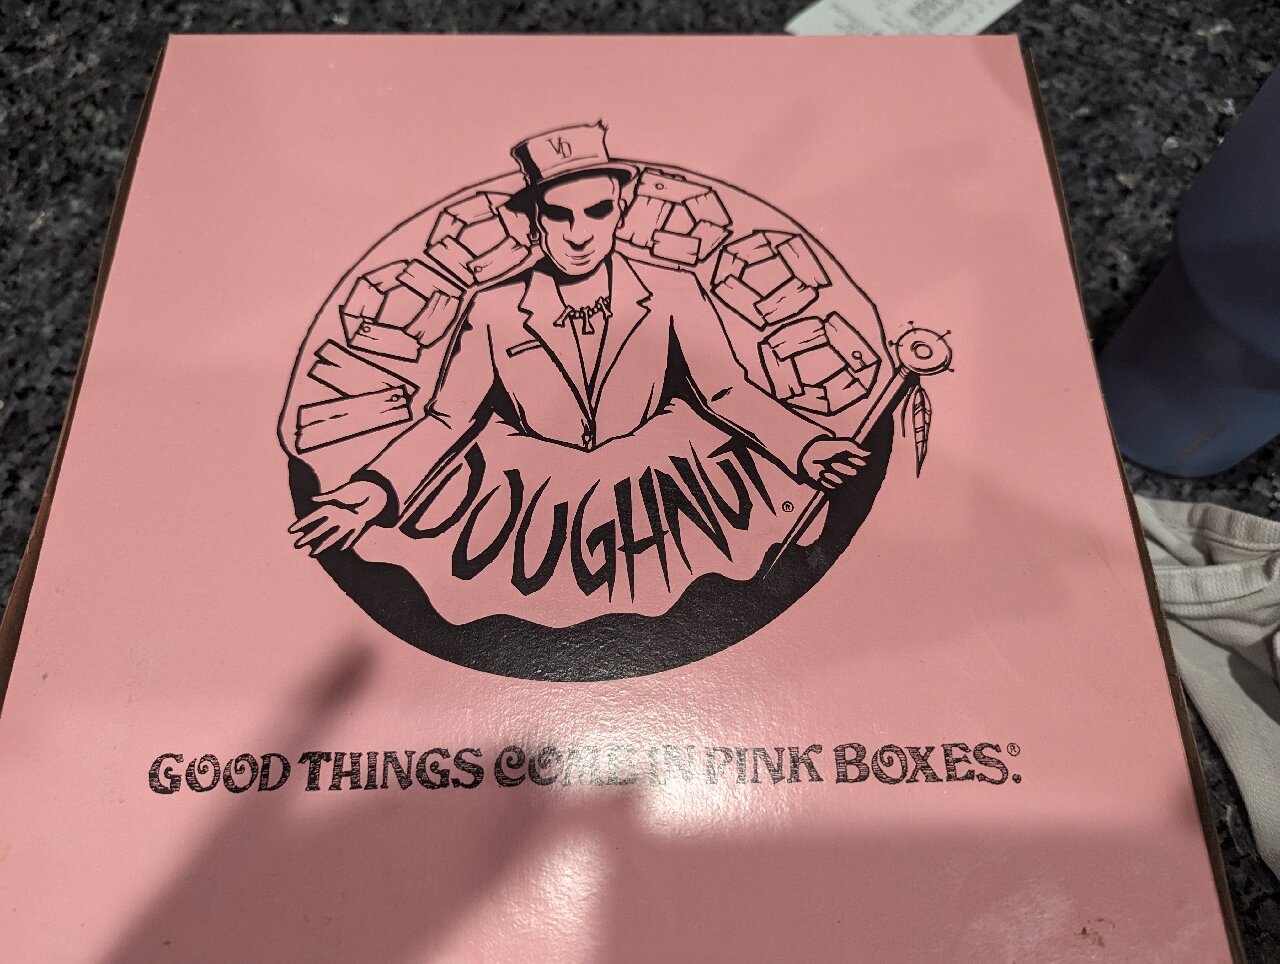 VD
VOODOO
DOUGHNUT®
GOOD THINGS COME IN PINK BOXES.®